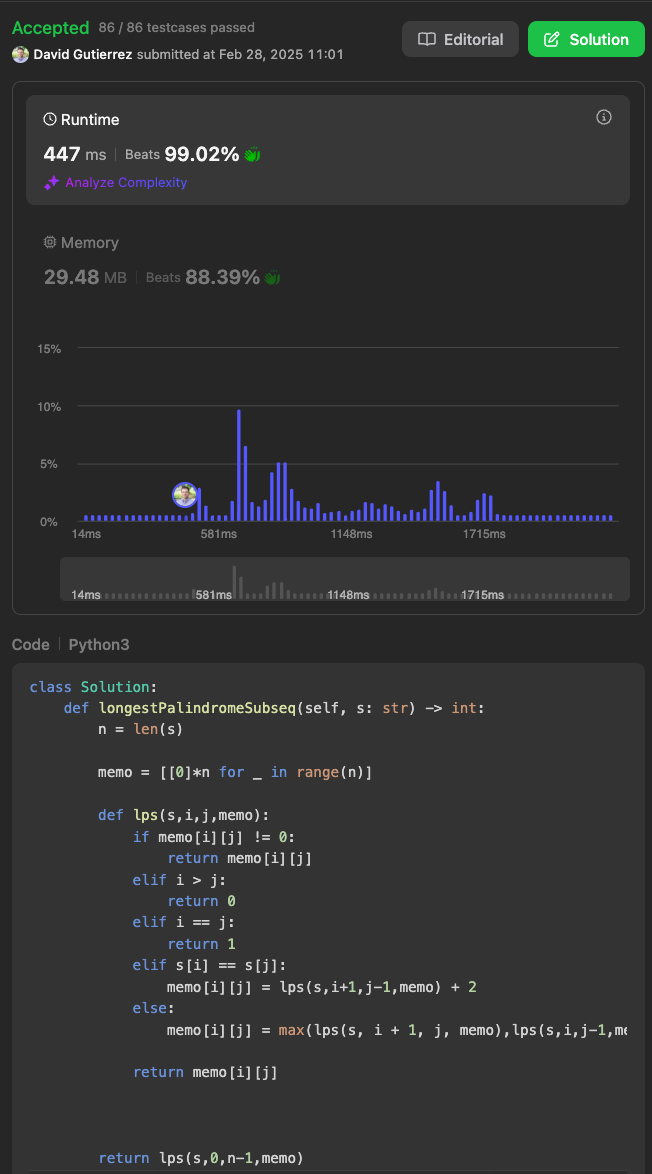 Accepted 86 / 86 testcases passed
David Gutierrez submitted at Feb 28, 2025 11:01
Editorial
Solution
Runtime
447 ms | Beats 99.02%
Analyze Complexity
Memory
29.48 MB | Beats 88.39%
15%
10%
5%
0%
14ms 581ms 1148ms 1715ms
14ms 581ms 1148ms 1715ms
Code | Python3
class Solution:
    def longestPalindromeSubseq(self, s: str) -> int:
        n = len(s)
        memo = [[0]*n for _ in range(n)]
        def lps(s,i,j,memo):
            if memo[i][j] != 0:
                return memo[i][j]
            elif i > j:
                return 0
            elif i == j:
                return 1
            elif s[i] == s[j]:
                memo[i][j] = lps(s,i+1,j-1,memo) + 2
            else:
                memo[i][j] = max(lps(s, i + 1, j, memo),lps(s,i,j-1,me
            return memo[i][j]
        return lps(s,0,n-1,memo)